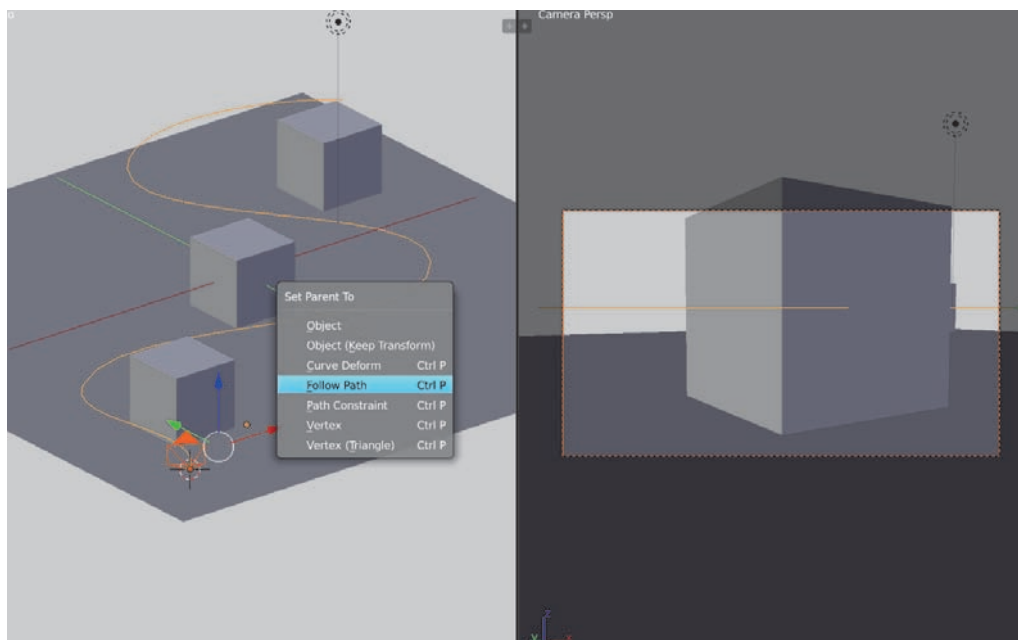 Camera Persp
Set Parent To
Object
Object (Keep Transform)
Curve Deform Ctrl P
Follow Path Ctrl P
Path Constraint Ctrl P
Vertex Ctrl P
Vertex (Triangle) Ctrl P
z
y
x